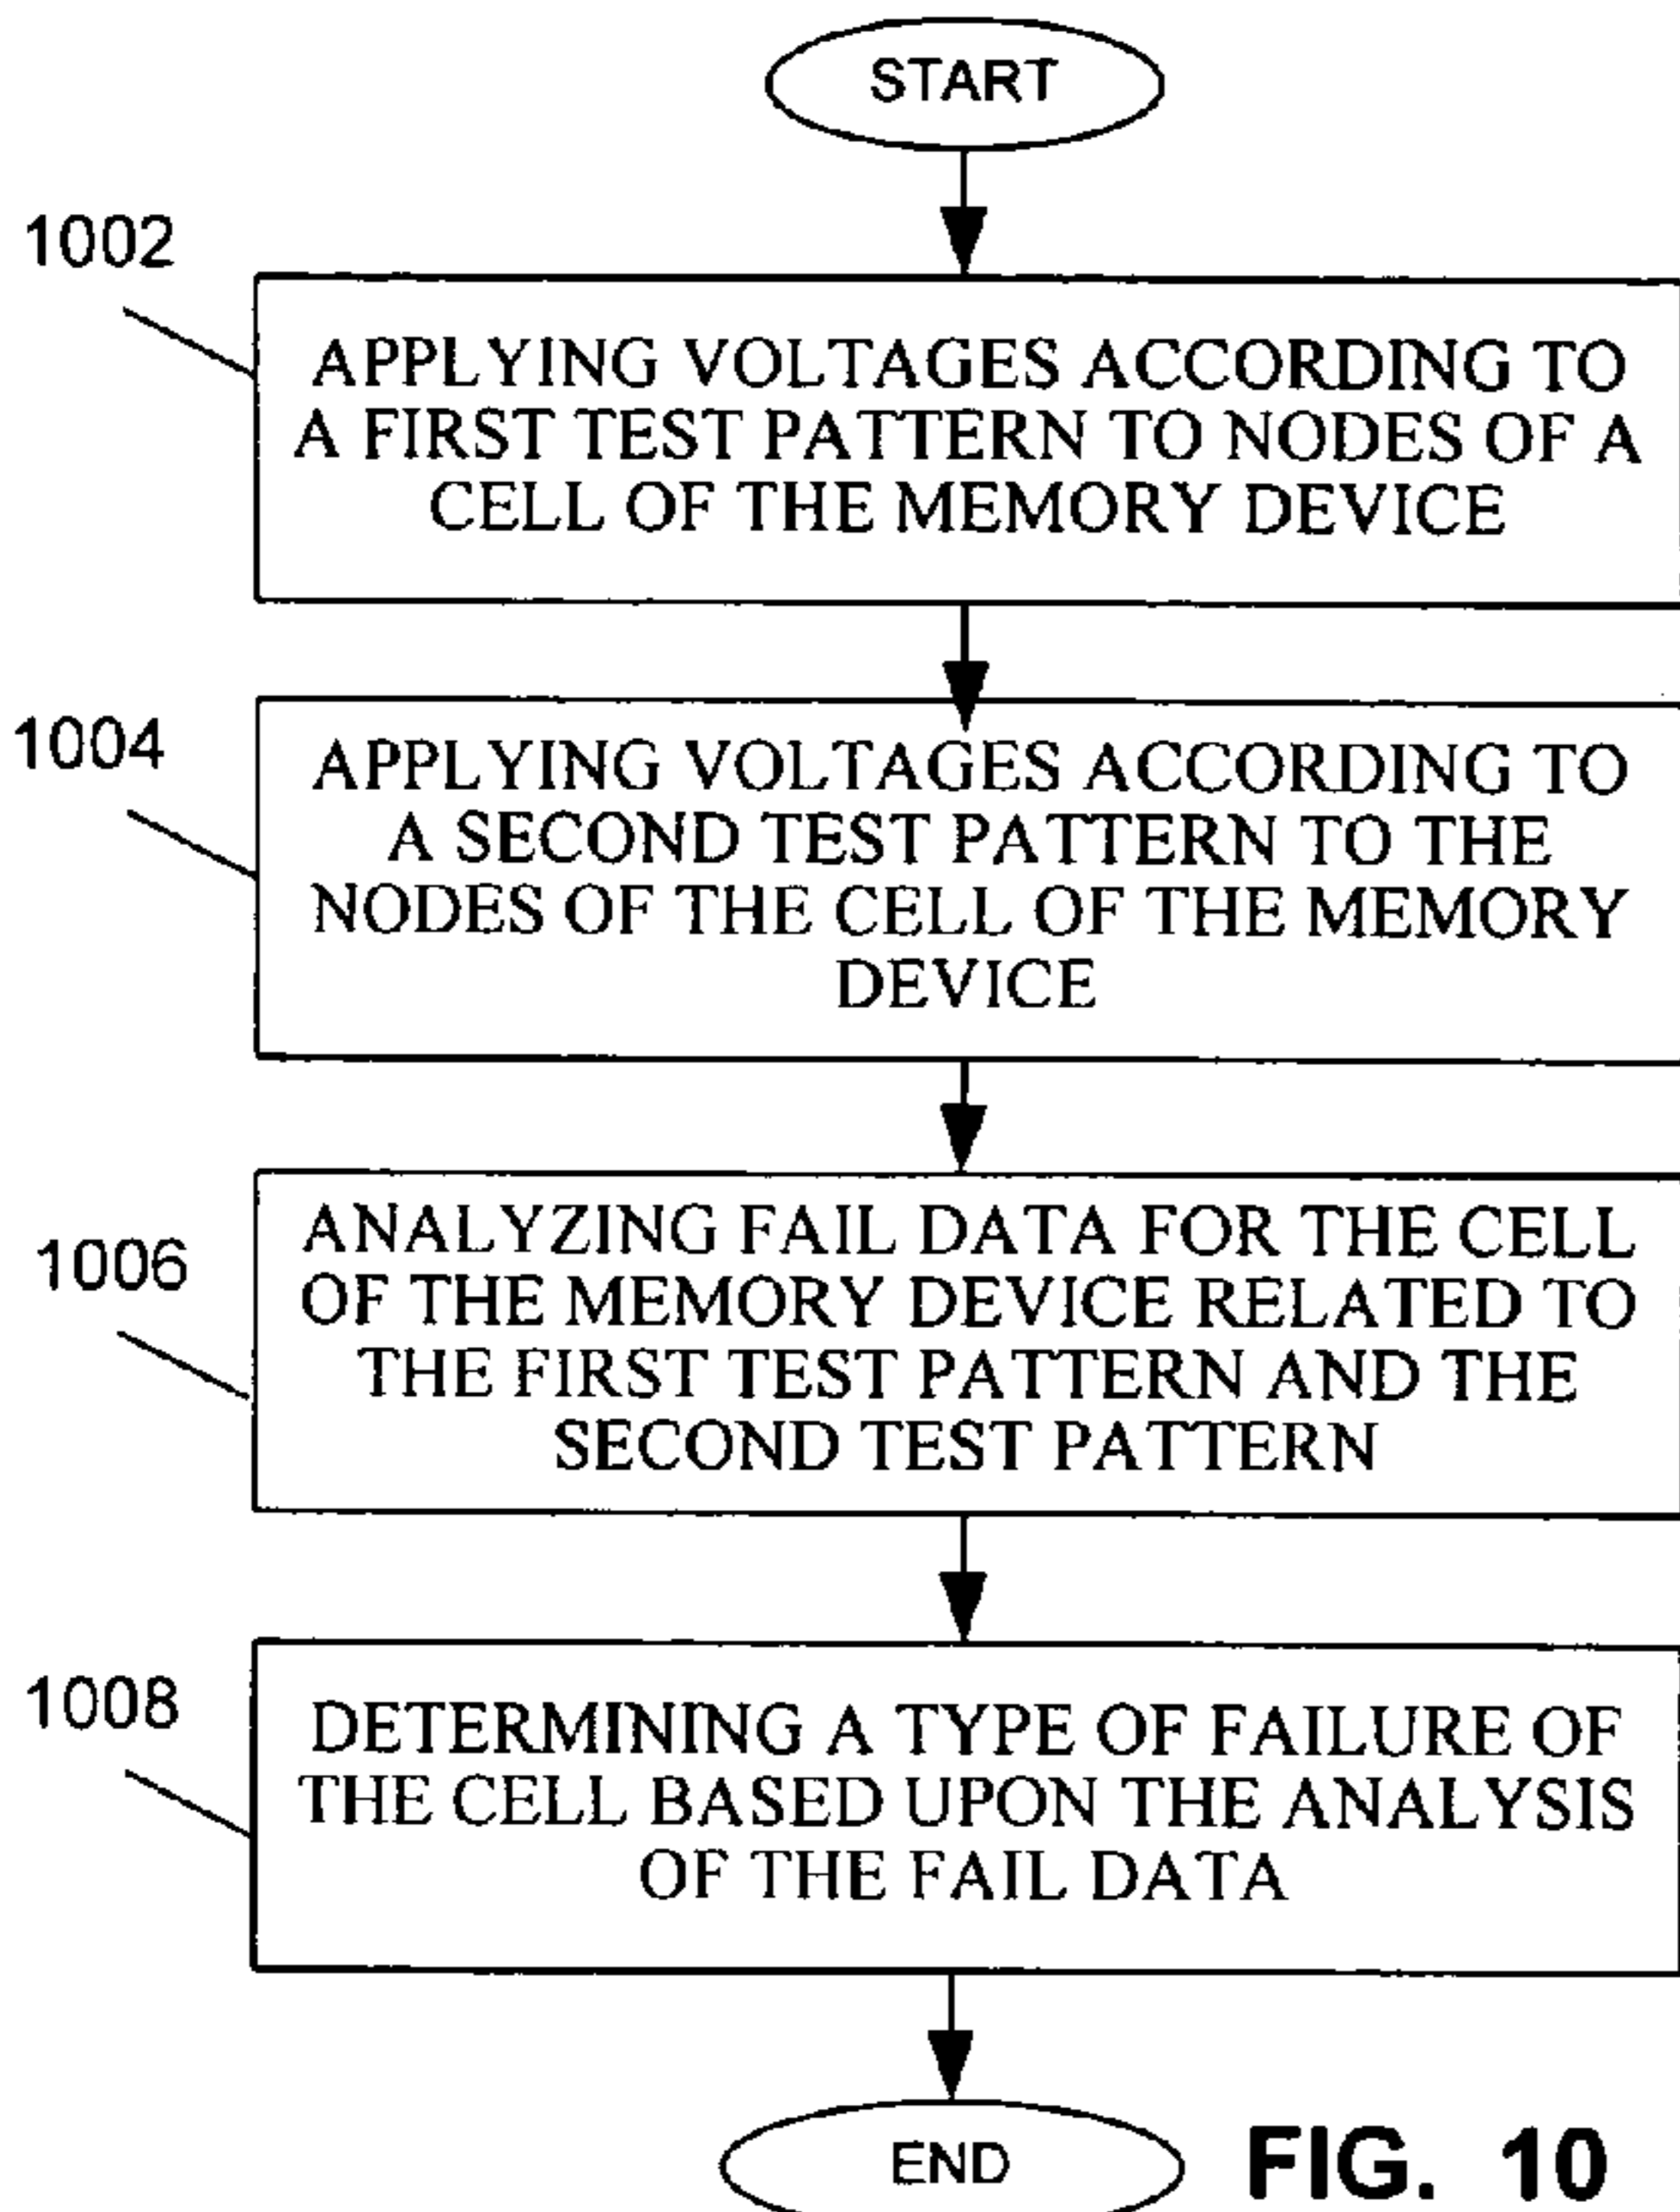 START
1002
APPLYING VOLTAGES ACCORDING TO
A FIRST TEST PATTERN TO NODES OF A
CELL OF THE MEMORY DEVICE
1004
APPLYING VOLTAGES ACCORDING TO
A SECOND TEST PATTERN TO THE
NODES OF THE CELL OF THE MEMORY
DEVICE
1006
ANALYZING FAIL DATA FOR THE CELL
OF THE MEMORY DEVICE RELATED TO
THE FIRST TEST PATTERN AND THE
SECOND TEST PATTERN
1008
DETERMINING A TYPE OF FAILURE OF
THE CELL BASED UPON THE ANALYSIS
OF THE FAIL DATA
END
FIG. 10